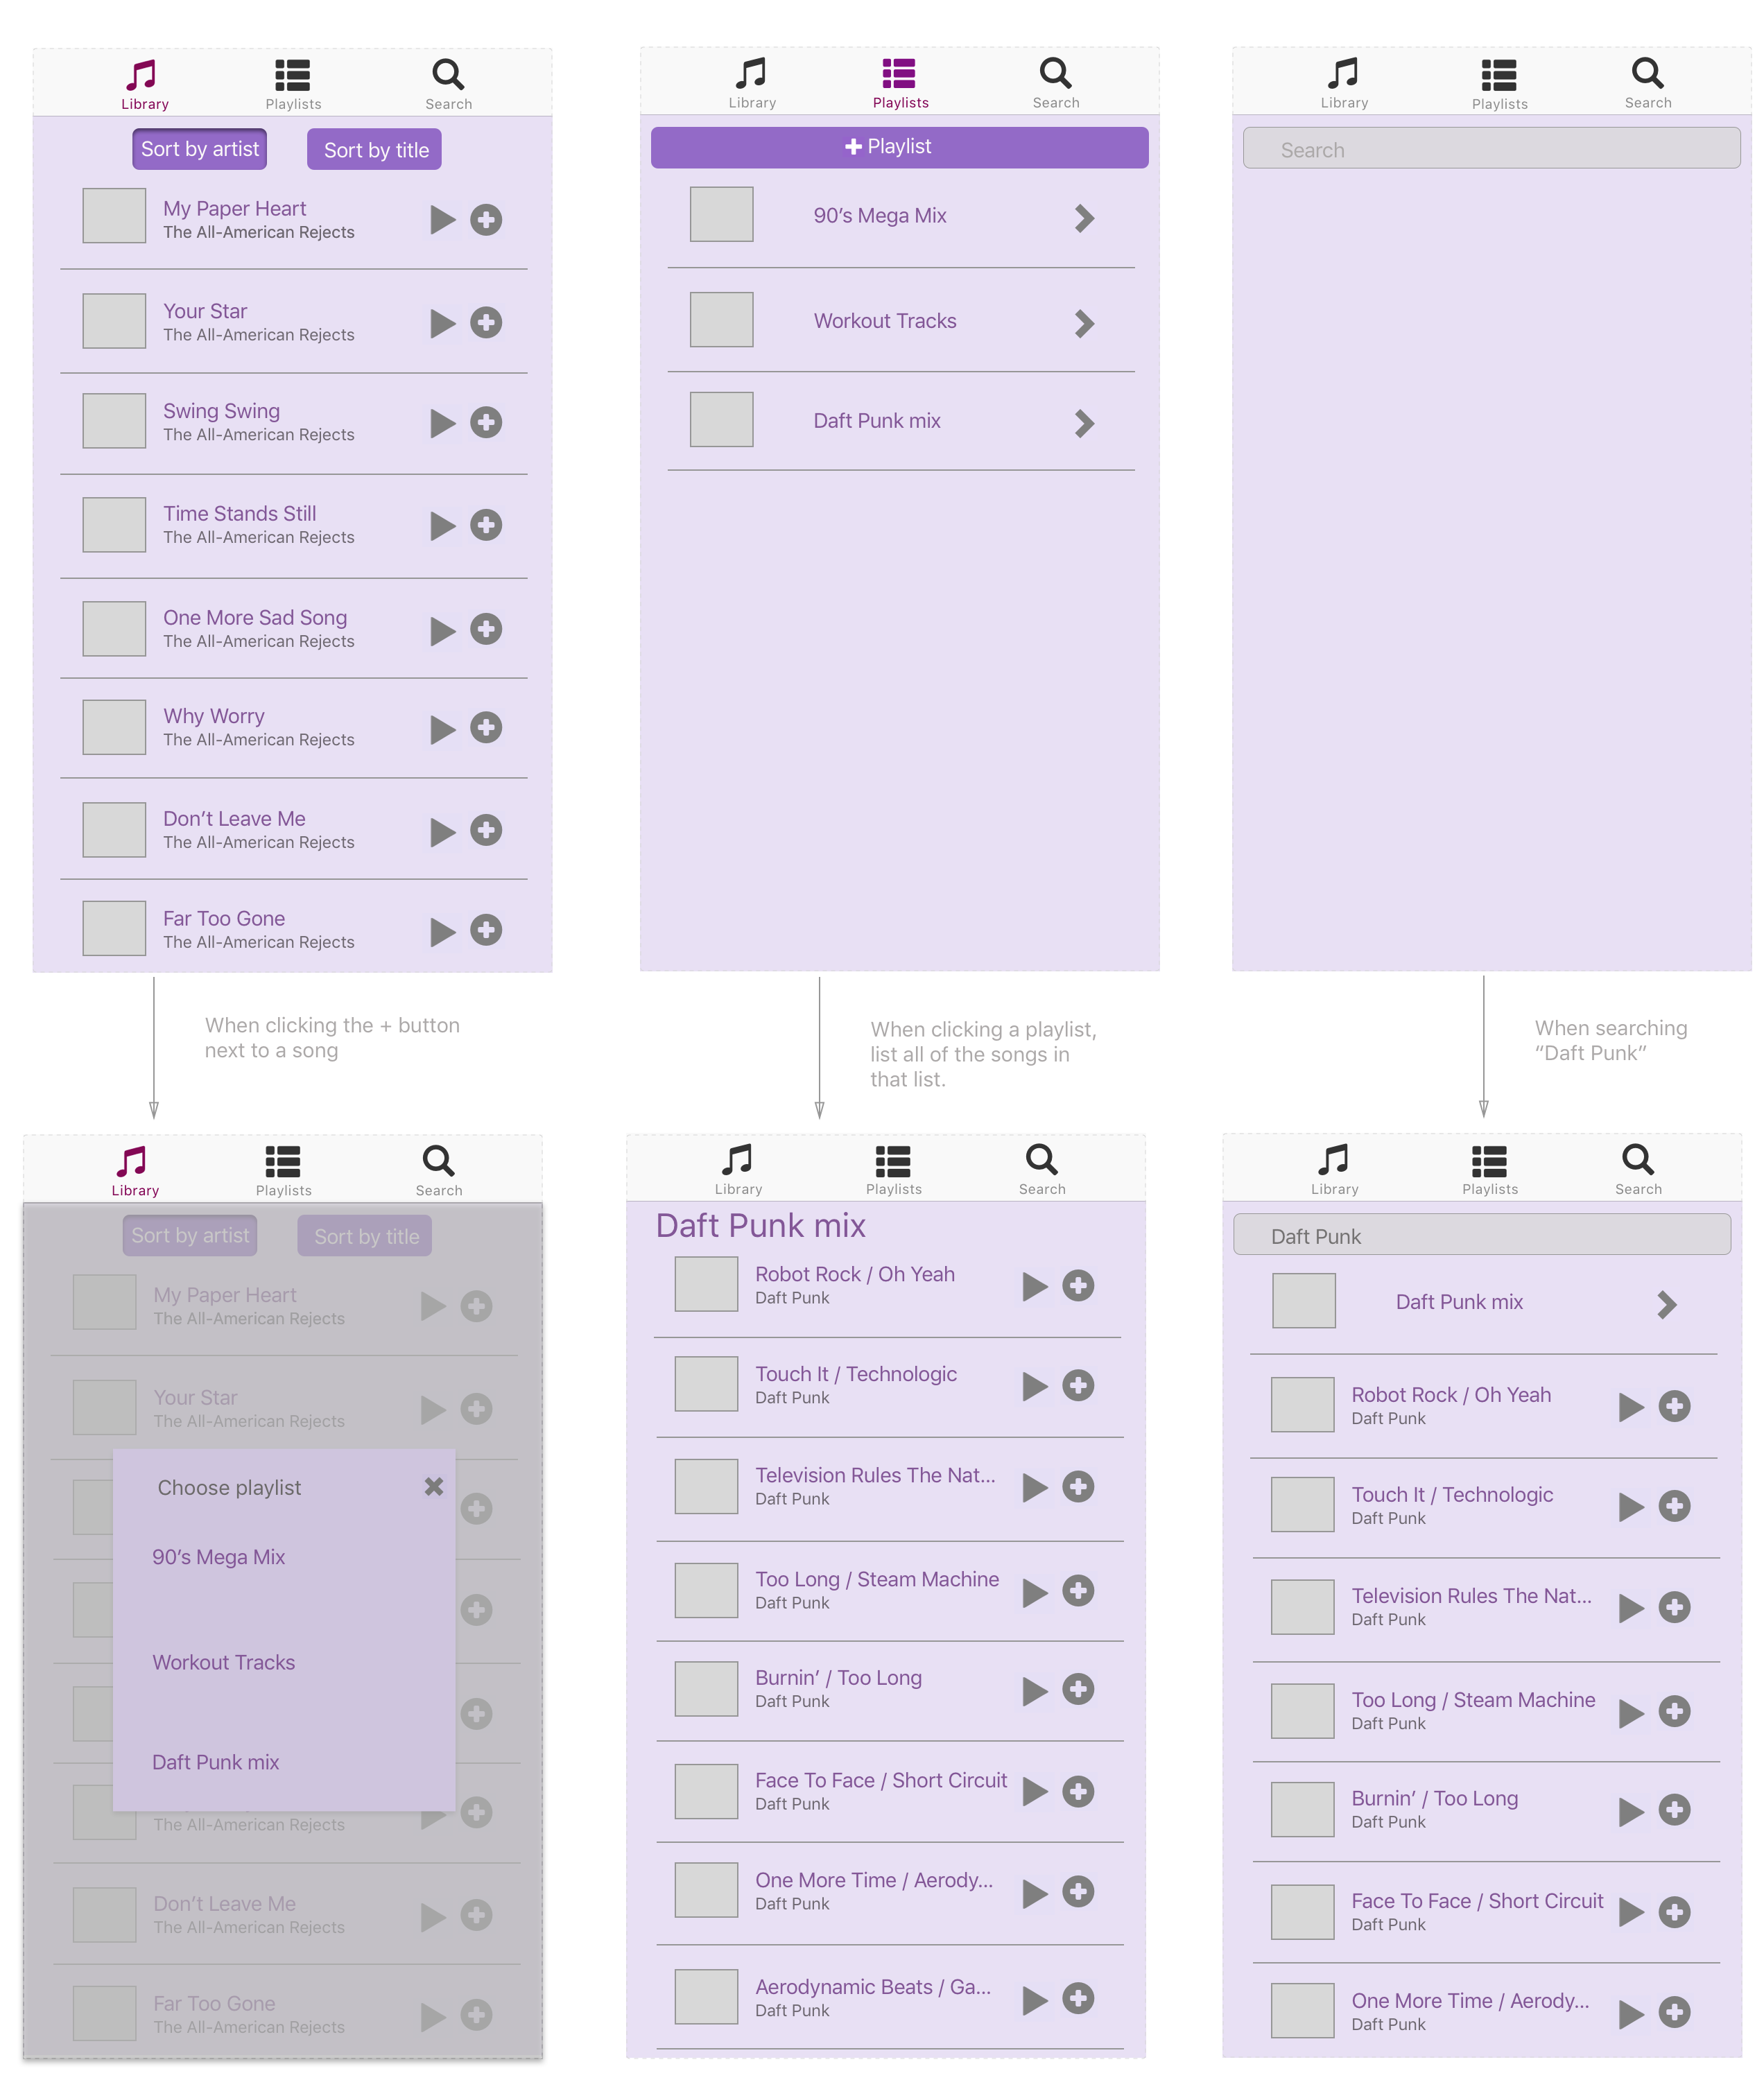 Library
Playlists
Search
Sort by artist
Sort by title
My Paper Heart
The All-American Rejects
Your Star
The All-American Rejects
Swing Swing
The All-American Rejects
Time Stands Still
The All-American Rejects
One More Sad Song
The All-American Rejects
Why Worry
The All-American Rejects
Don’t Leave Me
The All-American Rejects
Far Too Gone
The All-American Rejects
Library
Playlists
Search
Playlist
90’s Mega Mix
Workout Tracks
Daft Punk mix
Library
Playlists
Search
Search
When clicking the + button
next to a song
When clicking a playlist,
list all of the songs in
that list.
When searching
“Daft Punk”
Library
Playlists
Search
Sort by artist
Sort by title
My Paper Heart
The All-American Rejects
Your Star
The All-American Rejects
Choose playlist
90’s Mega Mix
Workout Tracks
Daft Punk mix
The All-American Rejects
Don’t Leave Me
The All-American Rejects
Far Too Gone
The All-American Rejects
Library
Playlists
Search
Daft Punk mix
Robot Rock / Oh Yeah
Daft Punk
Touch It / Technologic
Daft Punk
Television Rules The Nat...
Daft Punk
Too Long / Steam Machine
Daft Punk
Burnin’ / Too Long
Daft Punk
Face To Face / Short Circuit
Daft Punk
One More Time / Aerody...
Daft Punk
Aerodynamic Beats / Ga...
Daft Punk
Library
Playlists
Search
Daft Punk
Daft Punk mix
Robot Rock / Oh Yeah
Daft Punk
Touch It / Technologic
Daft Punk
Television Rules The Nat...
Daft Punk
Too Long / Steam Machine
Daft Punk
Burnin’ / Too Long
Daft Punk
Face To Face / Short Circuit
Daft Punk
One More Time / Aerody...
Daft Punk